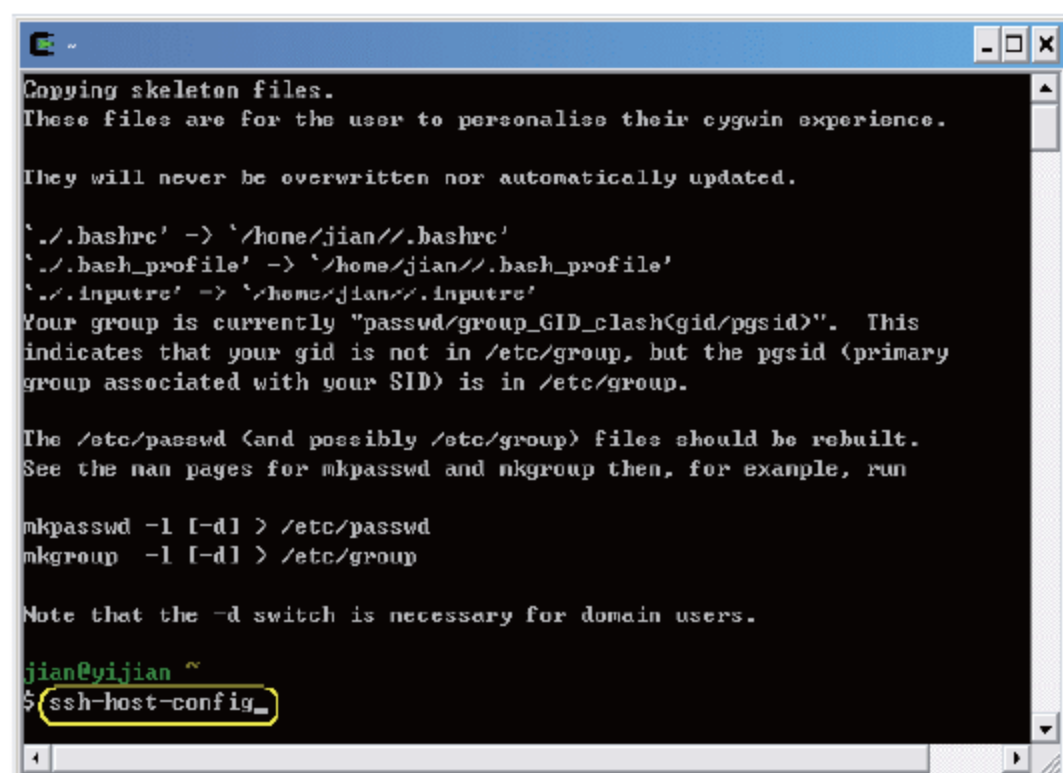 ~
Copying skeleton files.
These files are for the user to personalise their cygwin experience.
They will never be overwritten nor automatically updated.
`./.bashrc' -> `/home/jian//.bashrc'
`./.bash_profile' -> `/home/jian//.bash_profile'
`./.inputrc' -> `/home/jian//.inputrc'
Your group is currently "passwd/group_GID_clash(gid/pgsid)".  This
indicates that your gid is not in /etc/group, but the pgsid (primary
group associated with your SID) is in /etc/group.
The /etc/passwd (and possibly /etc/group) files should be rebuilt.
See the man pages for mkpasswd and mkgroup then, for example, run
mkpasswd -l [-d] > /etc/passwd
mkgroup  -l [-d] > /etc/group
Note that the -d switch is necessary for domain users.
jian@yijian ~
$ ssh-host-config_